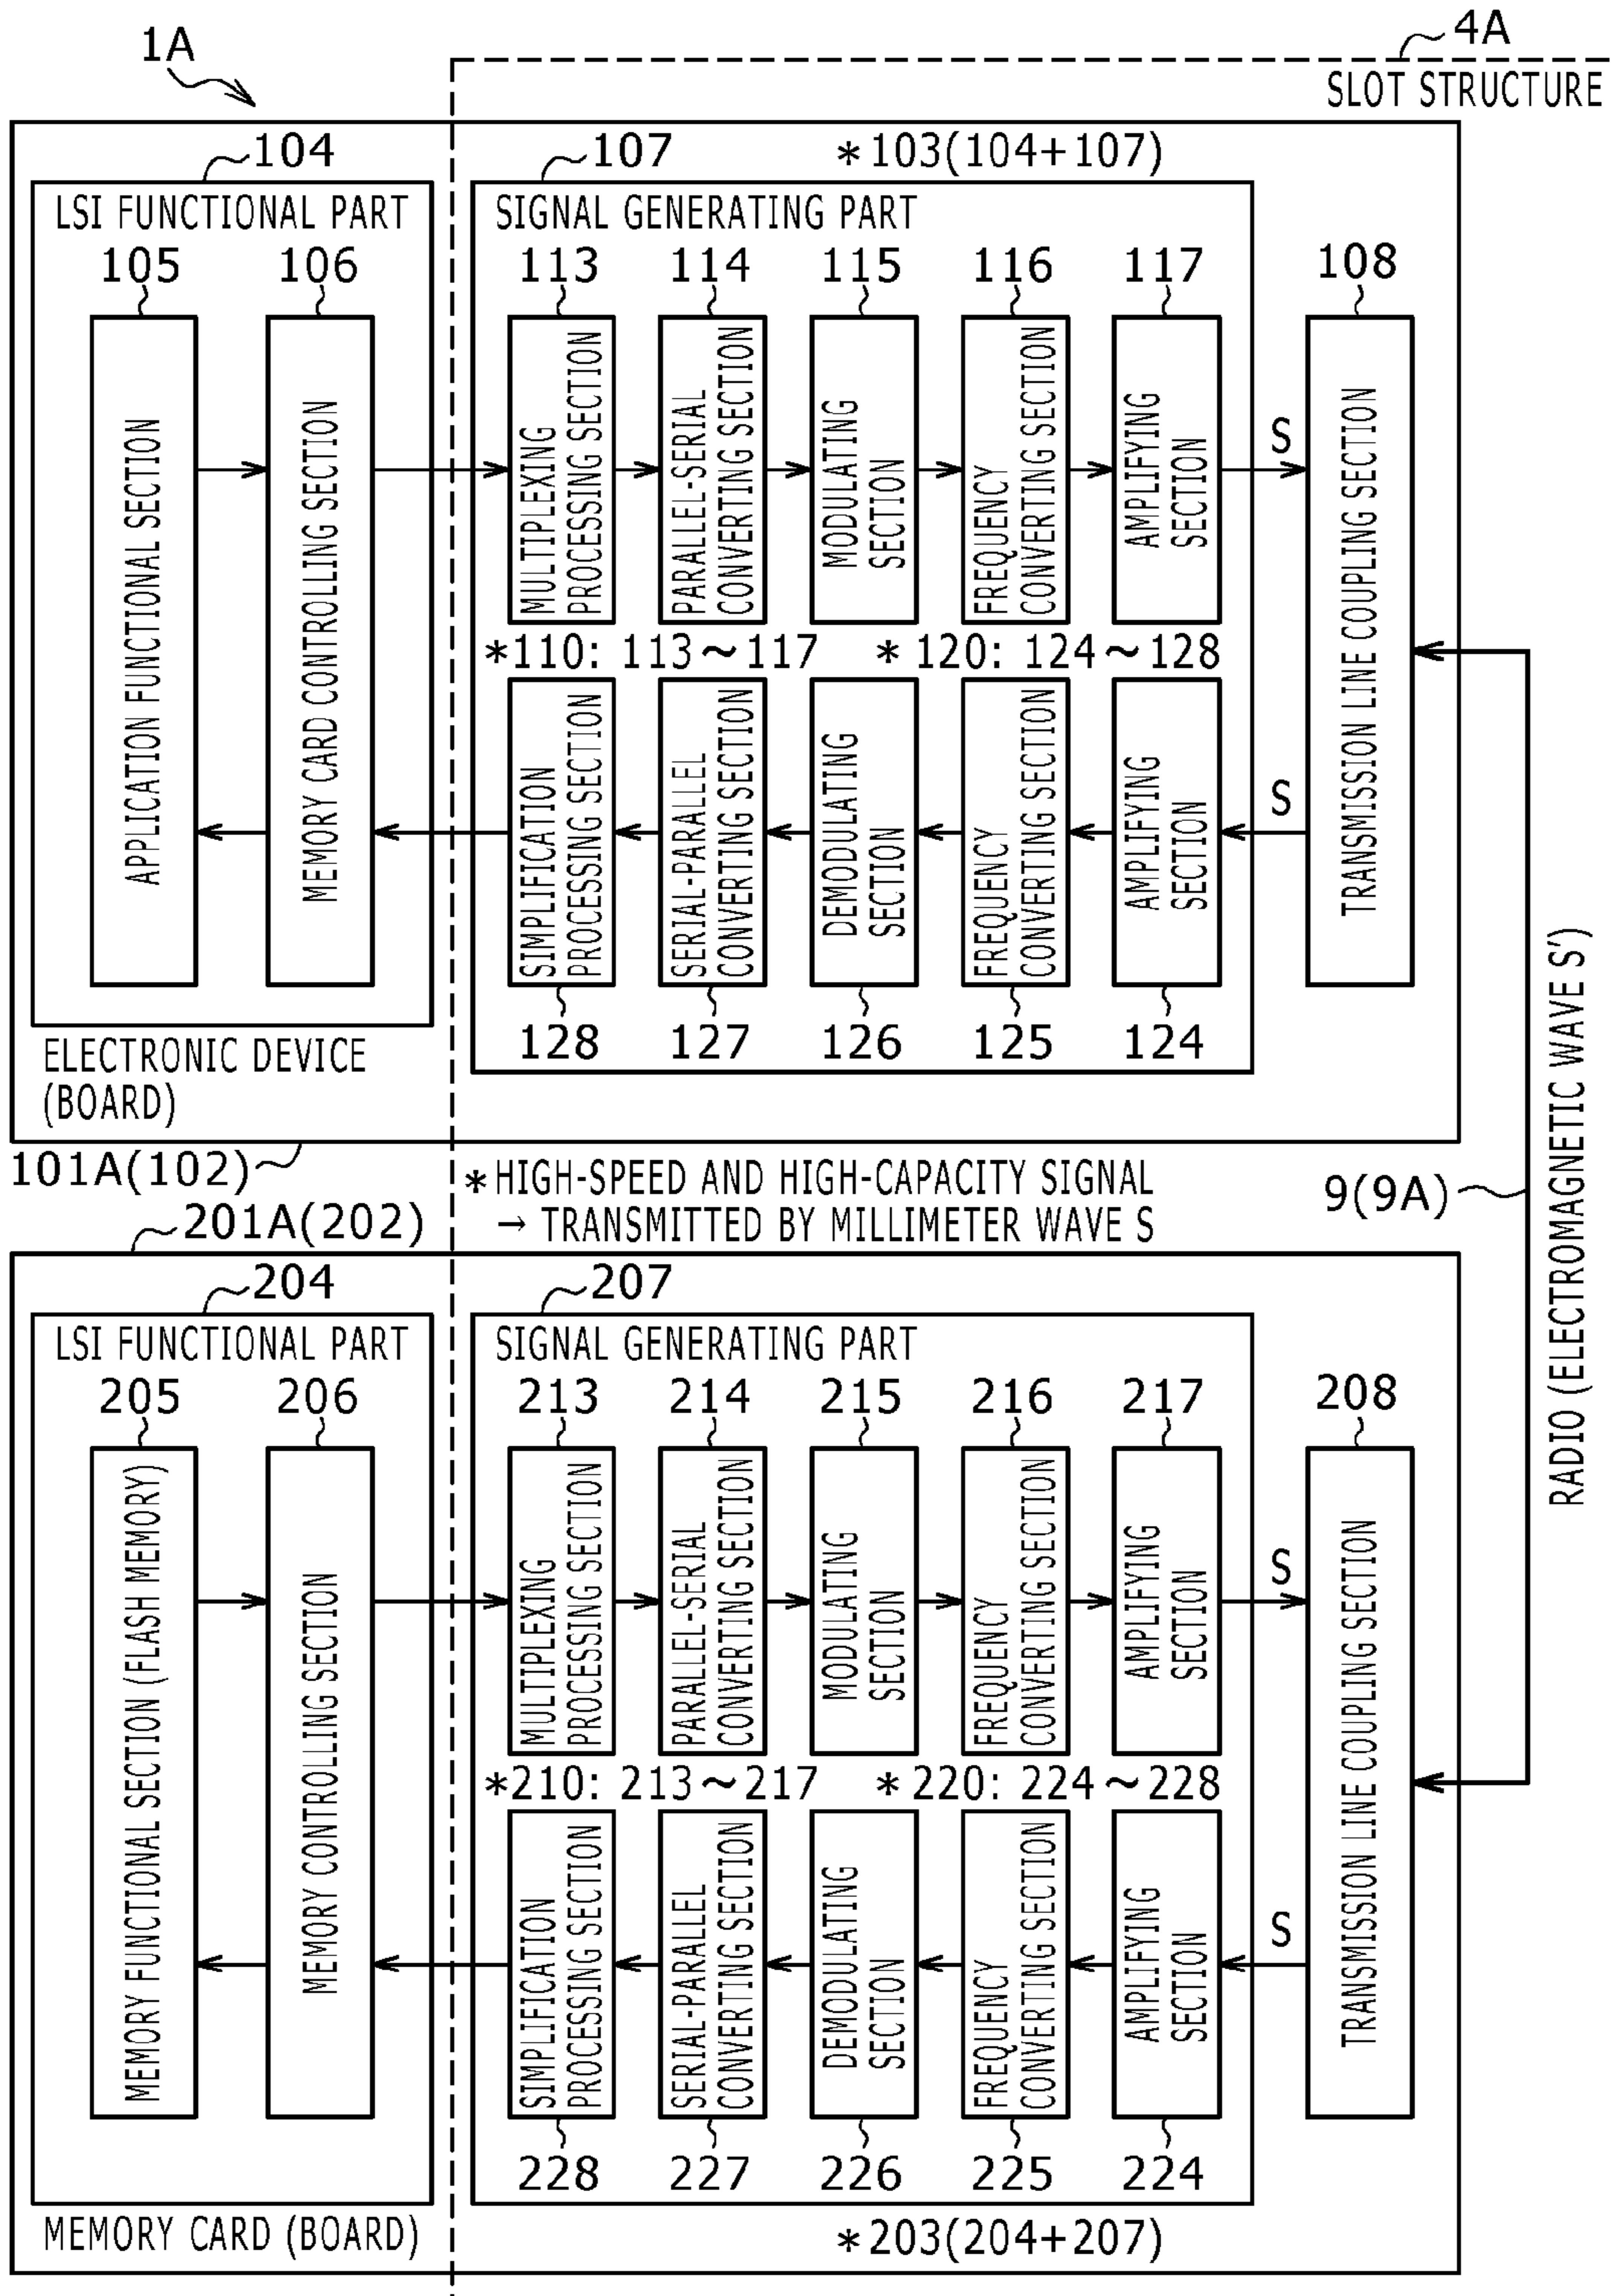 1A
4A
SLOT STRUCTURE
104
107
*103(104+107)
LSI FUNCTIONAL PART
SIGNAL GENERATING PART
105
106
113
114
115
116
117
108
APPLICATION FUNCTIONAL SECTION
MEMORY CARD CONTROLLING SECTION
MULTIPLEXING
PROCESSING SECTION
PARALLEL-SERIAL
CONVERTING SECTION
MODULATING
SECTION
FREQUENCY
CONVERTING SECTION
AMPLIFYING
SECTION
S
TRANSMISSION LINE COUPLING SECTION
*110: 113~117
*120: 124~128
SIMPLIFICATION
PROCESSING SECTION
SERIAL-PARALLEL
CONVERTING SECTION
DEMODULATING
SECTION
FREQUENCY
CONVERTING SECTION
AMPLIFYING
SECTION
S
128
127
126
125
124
ELECTRONIC DEVICE
(BOARD)
101A(102)
*HIGH-SPEED AND HIGH-CAPACITY SIGNAL
→ TRANSMITTED BY MILLIMETER WAVE S
9(9A)
RADIO (ELECTROMAGNETIC WAVE S')
201A(202)
204
207
LSI FUNCTIONAL PART
SIGNAL GENERATING PART
205
206
213
214
215
216
217
208
MEMORY FUNCTIONAL SECTION (FLASH MEMORY)
MEMORY CONTROLLING SECTION
MULTIPLEXING
PROCESSING SECTION
PARALLEL-SERIAL
CONVERTING SECTION
MODULATING
SECTION
FREQUENCY
CONVERTING SECTION
AMPLIFYING
SECTION
S
TRANSMISSION LINE COUPLING SECTION
*210: 213~217
*220: 224~228
SIMPLIFICATION
PROCESSING SECTION
SERIAL-PARALLEL
CONVERTING SECTION
DEMODULATING
SECTION
FREQUENCY
CONVERTING SECTION
AMPLIFYING
SECTION
S
228
227
226
225
224
MEMORY CARD (BOARD)
*203(204+207)